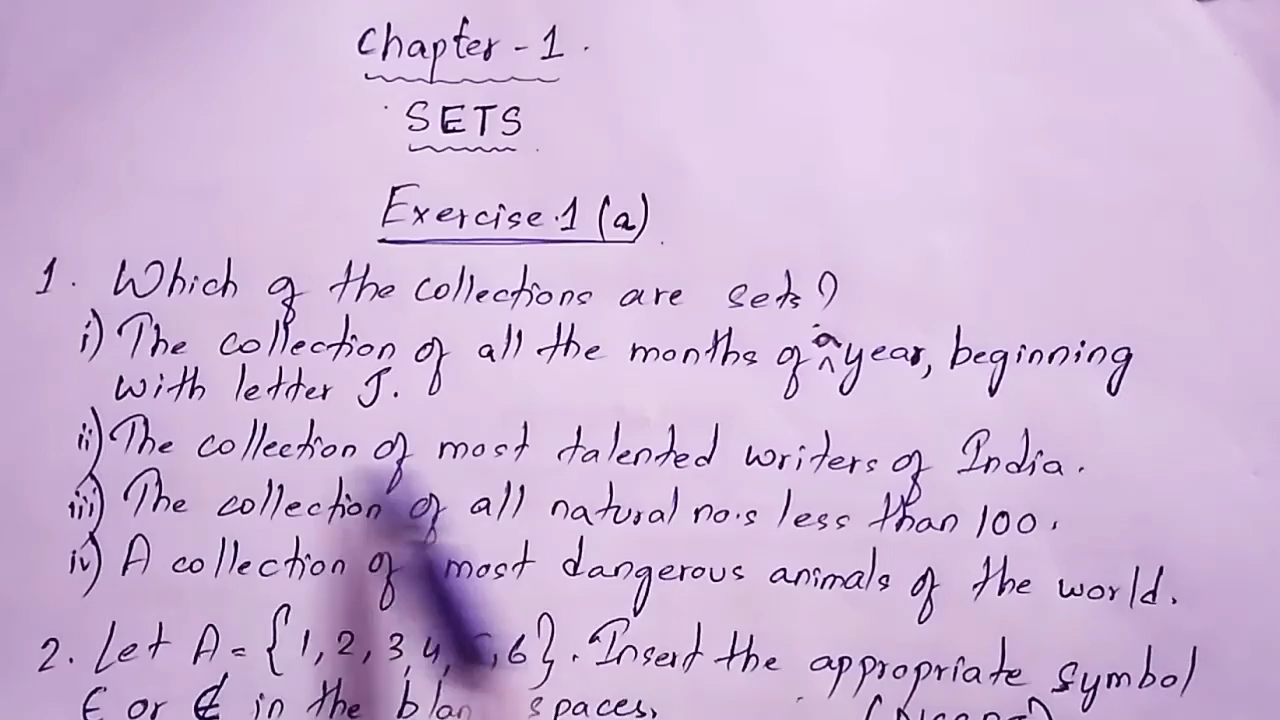 Chapter - 1.
SETS
Exercise.1 (a)
1. Which of the collections are sets?
i) The collection of all the months of a year, beginning
with letter J.
ii) The collection of most talented writers of India.
iii) The collection of all natural no.s less than 100.
iv) A collection of most dangerous animals of the world.
2. Let A = {1, 2, 3, 4, , 6}. Insert the appropriate symbol
∈ or ∉ in the spaces.